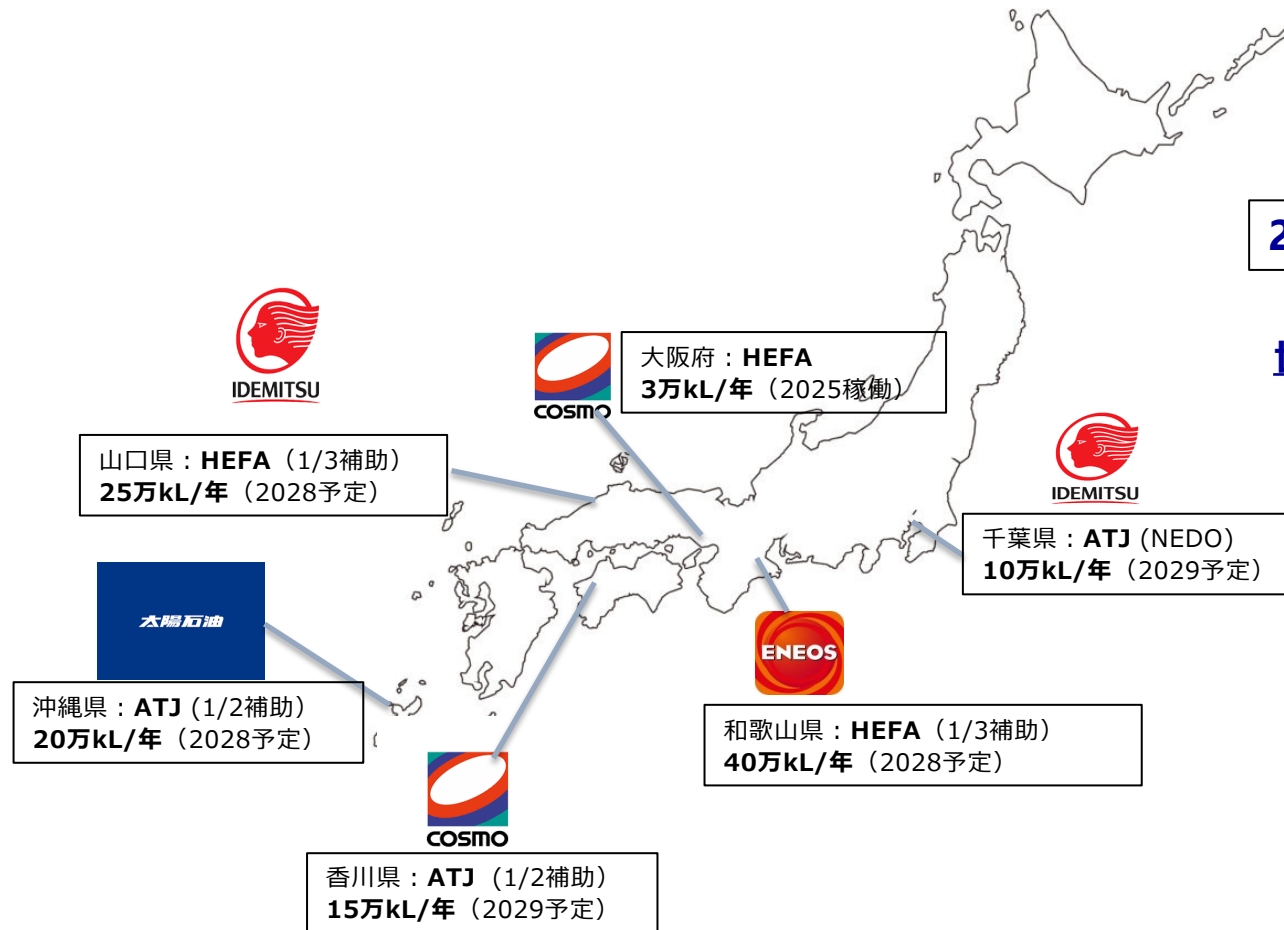 2
IDEMITSU
COSMO
大阪府：HEFA
3万kL/年（2025稼働）
山口県：HEFA（1/3補助）
25万kL/年（2028予定）
IDEMITSU
千葉県：ATJ (NEDO)
10万kL/年（2029予定）
太陽石油
ENEOS
沖縄県：ATJ (1/2補助）
20万kL/年（2028予定）
和歌山県：HEFA（1/3補助）
40万kL/年（2028予定）
COSMO
香川県：ATJ (1/2補助）
15万kL/年（2029予定）